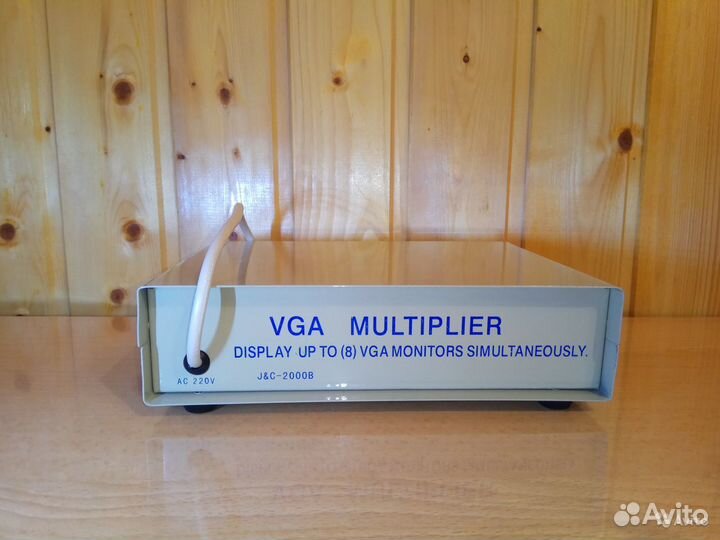 VGA MULTIPLIER
DISPLAY UP TO (8) VGA MONITORS SIMULTANEOUSLY.
AC 220V J&C-2000B
Avito